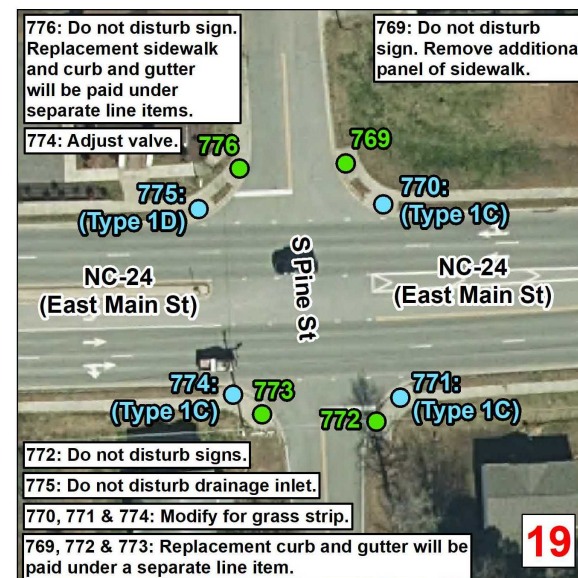 776: Do not disturb sign.
Replacement sidewalk
and curb and gutter
will be paid under
separate line items.
769: Do not disturb
sign. Remove additiona
panel of sidewalk.
774: Adjust valve.
776
769
775:
(Type 1D)
770:
(Type 1C)
S Pine St
NC-24
(East Main St)
NC-24
(East Main St)
774:
(Type 1C)
773
772
771:
(Type 1C)
772: Do not disturb signs.
775: Do not disturb drainage inlet.
770, 771 & 774: Modify for grass strip.
769, 772 & 773: Replacement curb and gutter will be
paid under a separate line item.
19